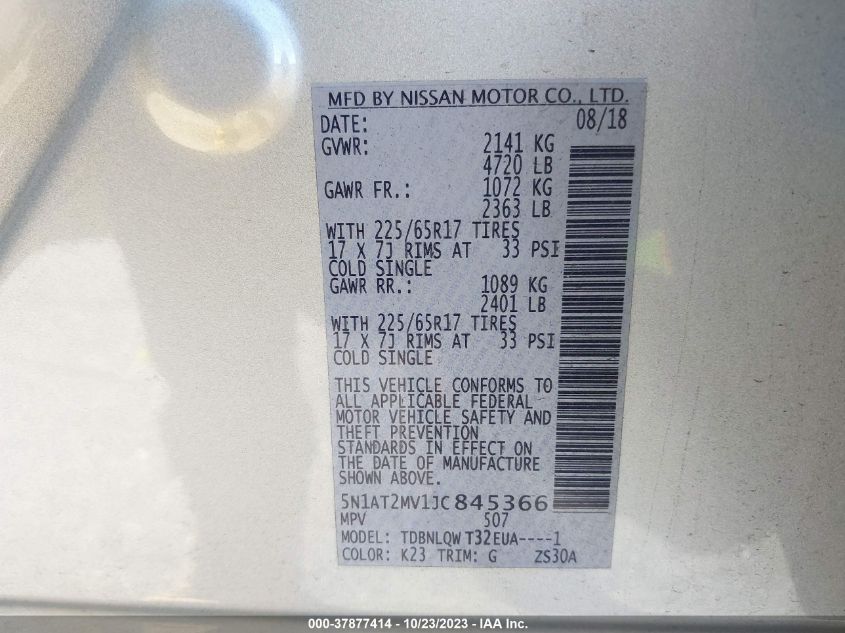 MFD BY NISSAN MOTOR CO., LTD.
DATE: 08/18
GVWR: 2141 KG
4720 LB
GAWR FR.: 1072 KG
2363 LB
WITH 225/65R17 TIRES
17 X 7J RIMS AT 33 PSI
COLD SINGLE
GAWR RR.: 1089 KG
2401 LB
WITH 225/65R17 TIRES
17 X 7J RIMS AT 33 PSI
COLD SINGLE
THIS VEHICLE CONFORMS TO
ALL APPLICABLE FEDERAL
MOTOR VEHICLE SAFETY AND
THEFT PREVENTION
STANDARDS IN EFFECT ON
THE DATE OF MANUFACTURE
SHOWN ABOVE.
5N1AT2MV1JC845366
MPV 507
MODEL: TDBNLQW T32EUA----1
COLOR: K23 TRIM: G ZS30A
000-37877414 - 10/23/2023 - IAA Inc.